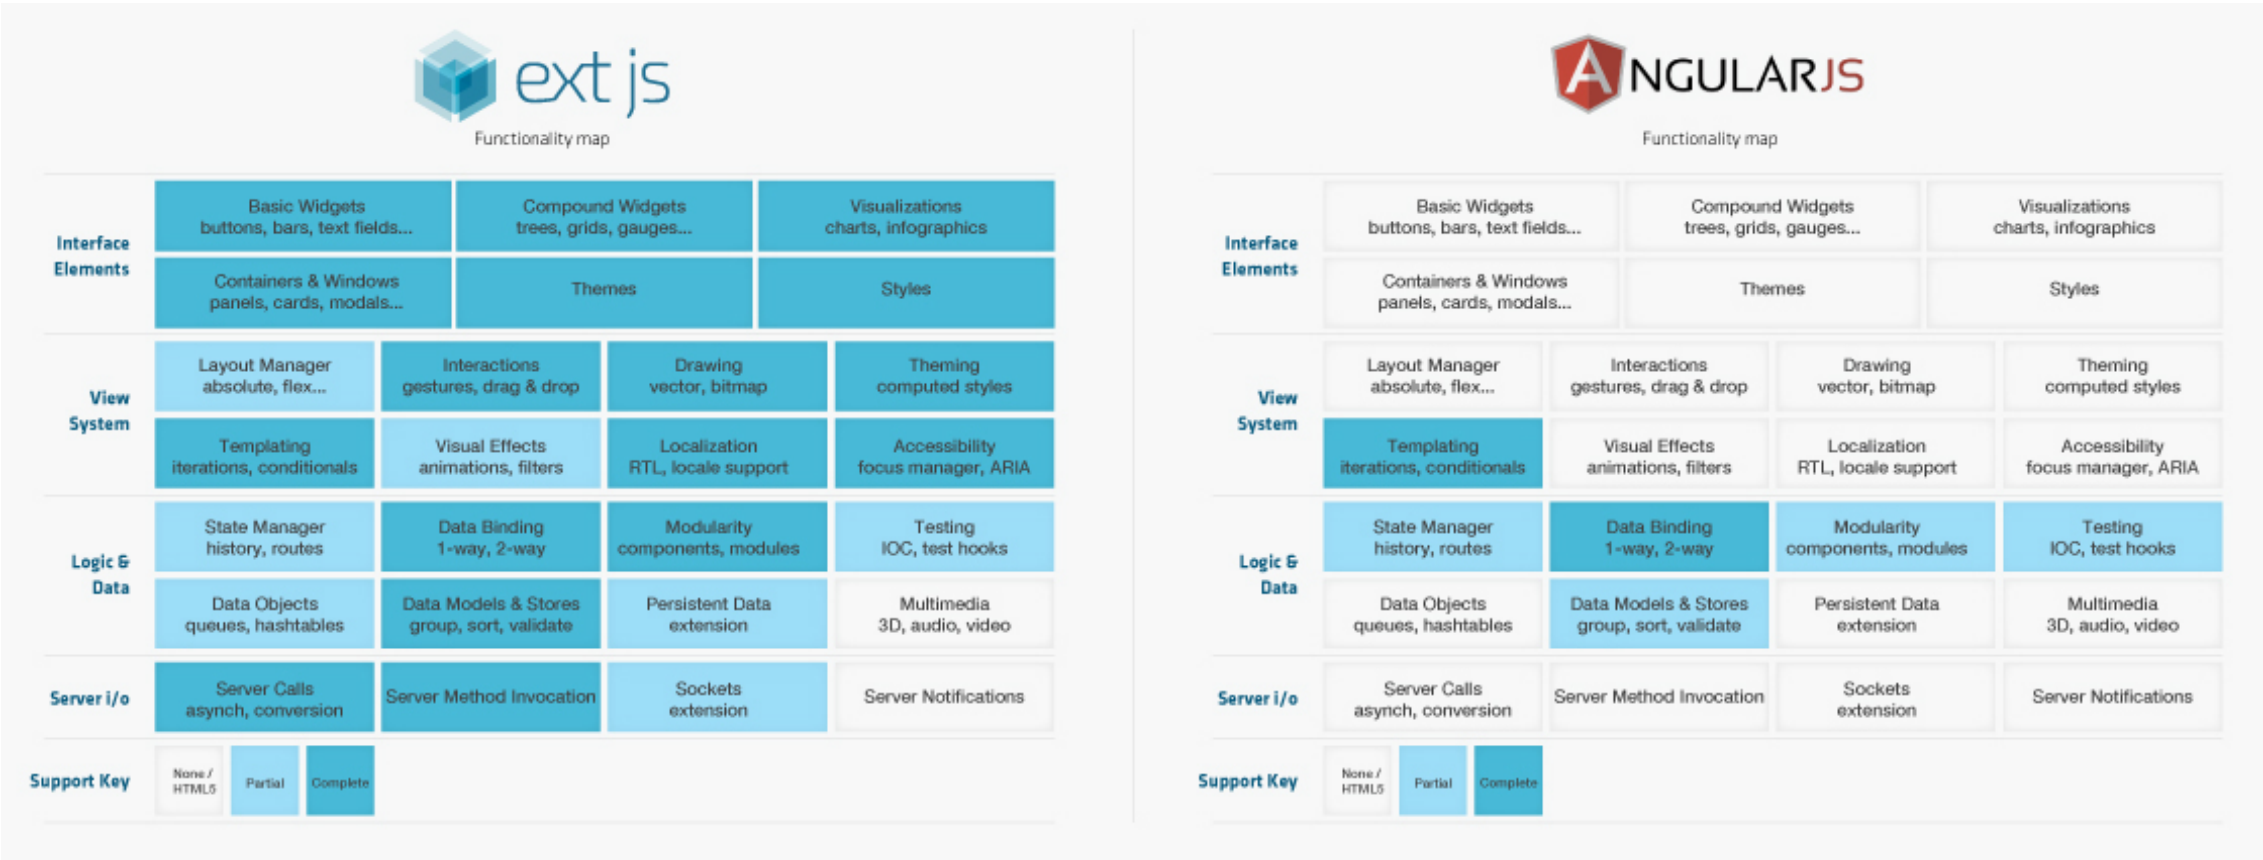 ext js
Functionality map
Interface
Elements
Basic Widgets
buttons, bars, text fields...
Compound Widgets
trees, grids, gauges...
Visualizations
charts, infographics
Containers & Windows
panels, cards, modals...
Themes
Styles
View
System
Layout Manager
absolute, flex...
Interactions
gestures, drag & drop
Drawing
vector, bitmap
Theming
computed styles
Templating
iterations, conditionals
Visual Effects
animations, filters
Localization
RTL, locale support
Accessibility
focus manager, ARIA
Logic &
Data
State Manager
history, routes
Data Binding
1-way, 2-way
Modularity
components, modules
Testing
IOC, test hooks
Data Objects
queues, hashtables
Data Models & Stores
group, sort, validate
Persistent Data
extension
Multimedia
3D, audio, video
Server i/o
Server Calls
asynch, conversion
Server Method Invocation
Sockets
extension
Server Notifications
Support Key
None /
HTML5
Partial
Complete
ANGULARJS
Functionality map
Interface
Elements
Basic Widgets
buttons, bars, text fields...
Compound Widgets
trees, grids, gauges...
Visualizations
charts, infographics
Containers & Windows
panels, cards, modals...
Themes
Styles
View
System
Layout Manager
absolute, flex...
Interactions
gestures, drag & drop
Drawing
vector, bitmap
Theming
computed styles
Templating
iterations, conditionals
Visual Effects
animations, filters
Localization
RTL, locale support
Accessibility
focus manager, ARIA
Logic &
Data
State Manager
history, routes
Data Binding
1-way, 2-way
Modularity
components, modules
Testing
IOC, test hooks
Data Objects
queues, hashtables
Data Models & Stores
group, sort, validate
Persistent Data
extension
Multimedia
3D, audio, video
Server i/o
Server Calls
asynch, conversion
Server Method Invocation
Sockets
extension
Server Notifications
Support Key
None /
HTML5
Partial
Complete